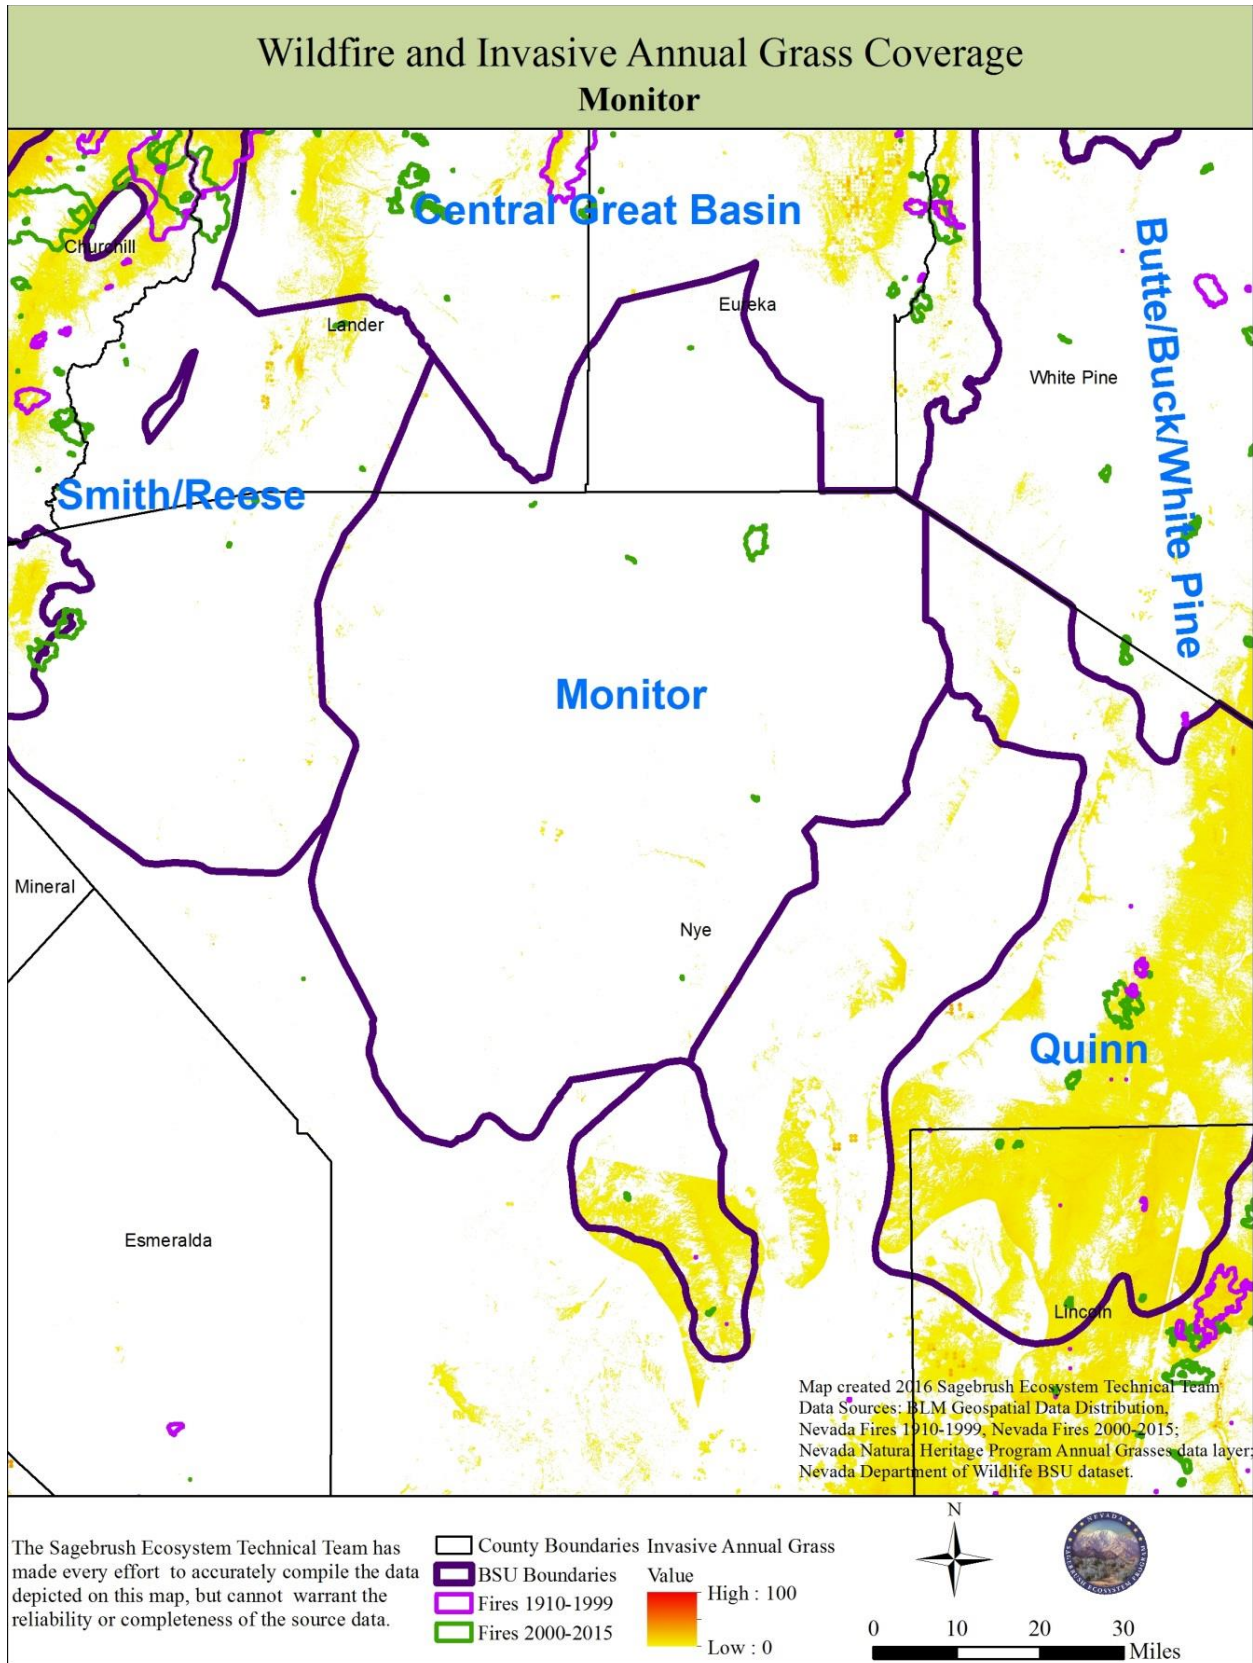 Wildfire and Invasive Annual Grass Coverage
Monitor
Central Great Basin
Churchill
Butte/Buck/White Pine
Eureka
Lander
White Pine
Smith/Reese
Monitor
Mineral
Nye
Quinn
Esmeralda
Lincoln
Map created 2016 Sagebrush Ecosystem Technical Team
Data Sources: BLM Geospatial Data Distribution,
Nevada Fires 1910-1999, Nevada Fires 2000-2015;
Nevada Natural Heritage Program Annual Grasses data layer;
Nevada Department of Wildlife BSU dataset.
The Sagebrush Ecosystem Technical Team has
made every effort to accurately compile the data
depicted on this map, but cannot warrant the
reliability or completeness of the source data.
County Boundaries
BSU Boundaries
Fires 1910-1999
Fires 2000-2015
Invasive Annual Grass
Value
High : 100
Low : 0
N
NEVADA
SAGEBRUSH ECOSYSTEM PROGRAM
0 10 20 30
Miles